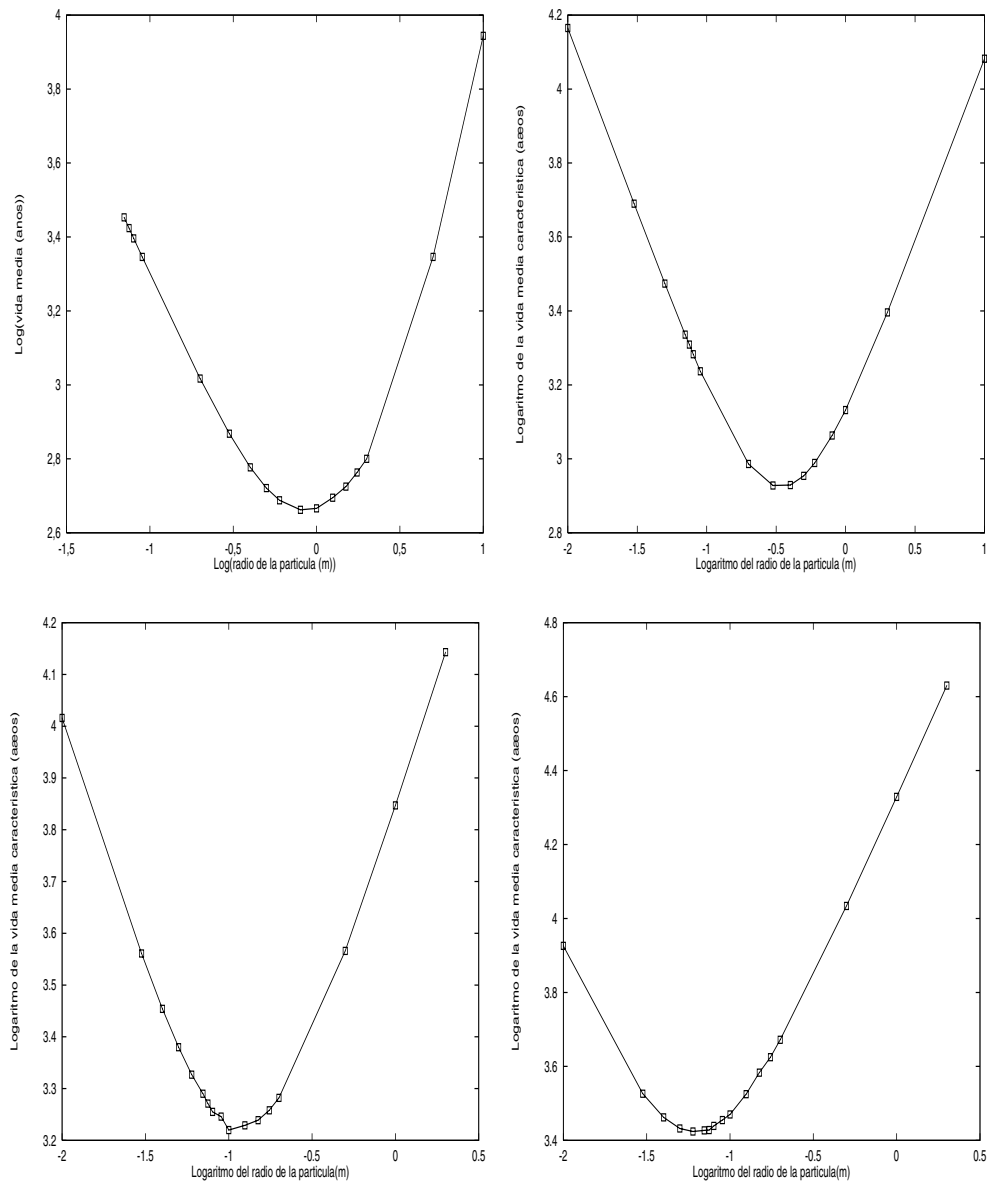 4
3,8
3,6
3,4
3,2
3
2,8
2,6
-1,5 -1 -0,5 0 0,5 1
Log(vida media (anos))
Log(radio de la particula (m))
4.2
4
3.8
3.6
3.4
3.2
3
2.8
-2 -1.5 -1 -0.5 0 0.5 1
Logaritmo de la vida media caracteristica (aæos)
Logaritmo del radio de la particula (m)
4.2
4.1
4
3.9
3.8
3.7
3.6
3.5
3.4
3.3
3.2
-2 -1.5 -1 -0.5 0 0.5
Logaritmo de la vida media caracteristica (aæos)
Logaritmo del radio de la particula(m)
4.8
4.6
4.4
4.2
4
3.8
3.6
3.4
-2 -1.5 -1 -0.5 0 0.5
Logaritmo de la vida media caracteristica (aæos)
Logaritmo del radio de la particula(m)